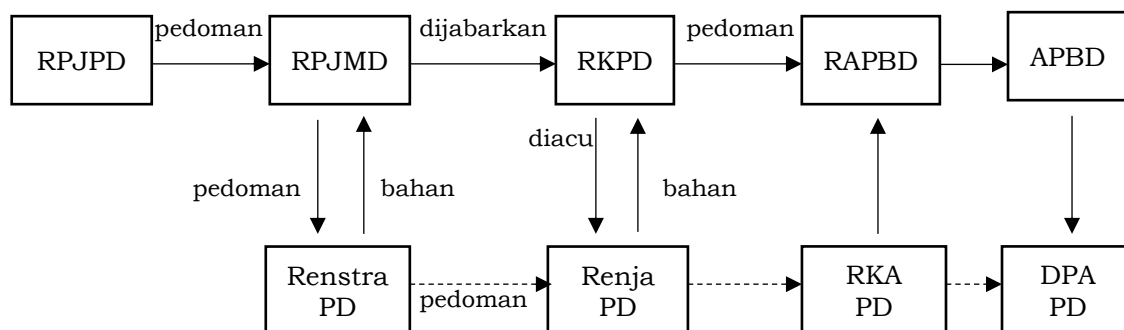 pedoman
dijabarkan
pedoman
RPJPD
RPJMD
RKPD
RAPBD
APBD
diacu
pedoman
bahan
bahan
Renstra
PD
pedoman
Renja
PD
RKA
PD
DPA
PD